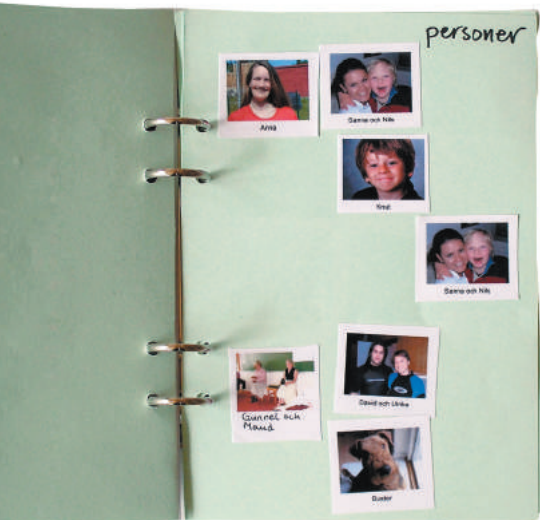 personer
Anna
Sanna och Nils
Knut
Sanna och Nils
Gunnel och
Maud
David och Ulrika
Buster